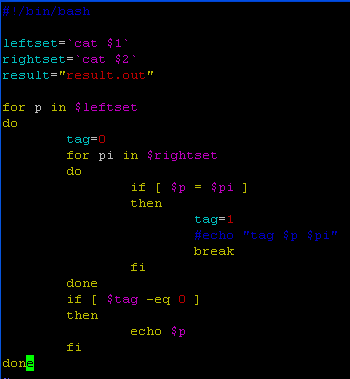 #!/bin/bash
leftset=`cat $1`
rightset=`cat $2`
result="result.out"
for p in $leftset
do
tag=0
for pi in $rightset
do
if [ $p = $pi ]
then
tag=1
#echo "tag $p $pi"
break
fi
done
if [ $tag -eq 0 ]
then
echo $p
fi
done